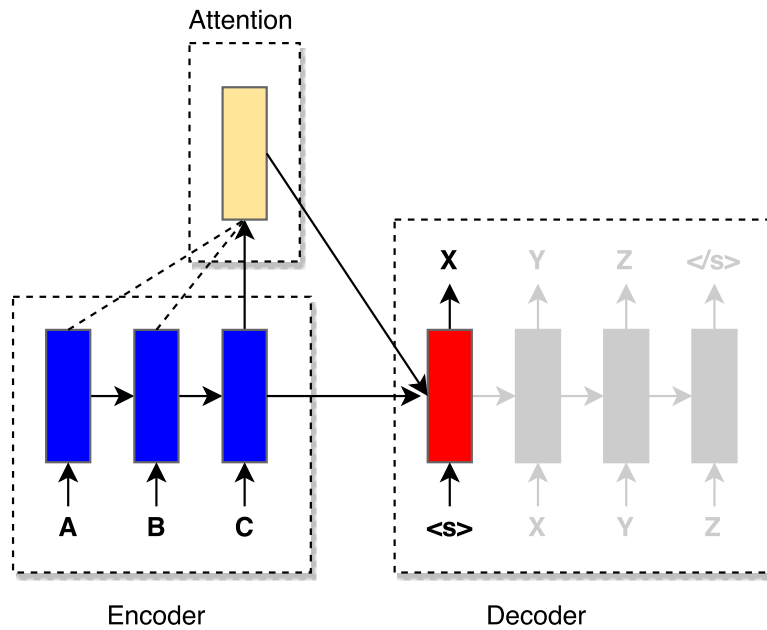 Attention
X Y Z </s>
A B C <s> X Y Z
Encoder Decoder